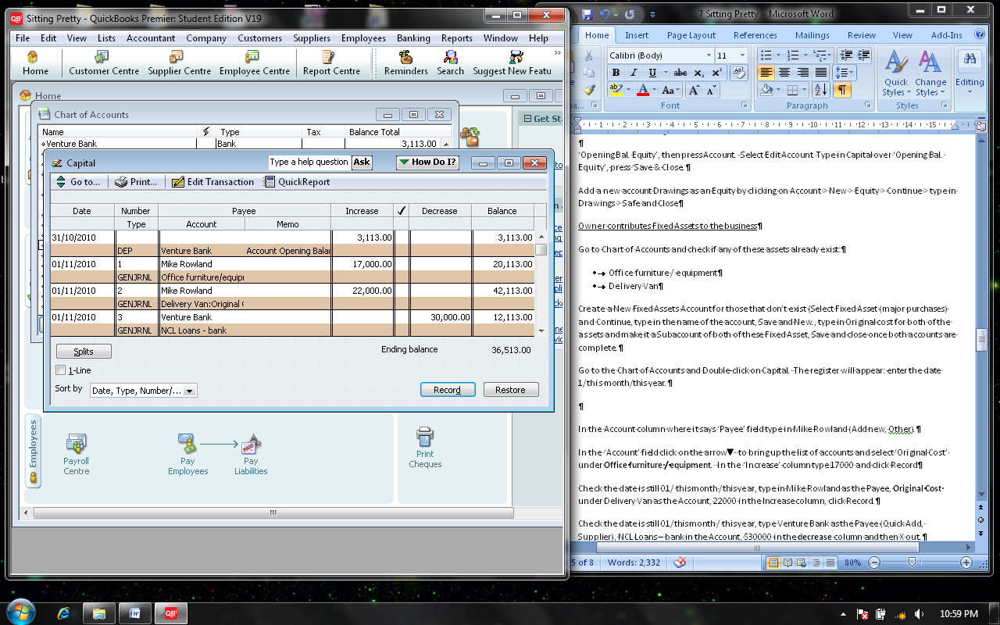 Sitting Pretty - QuickBooks Premier: Student Edition V19
File Edit View Lists Accountant Company Customers Suppliers Employees Banking Reports Window Help
Home Customer Centre Supplier Centre Employee Centre Report Centre Reminders Search Suggest New Featu
Home
Get Sta
Chart of Accounts
Name Type Tax Balance Total
Venture Bank Bank 3,113.00
Capital Type a help question Ask How Do I?
Go to... Print... Edit Transaction QuickReport
Date Number Payee Increase ✓ Decrease Balance
Type Account Memo
31/10/2010 3,113.00 3,113.00
DEP Venture Bank Account Opening Balar
01/11/2010 1 Mike Rowland 17,000.00 20,113.00
GENJRNL Office furniture/equip
01/11/2010 2 Mike Rowland 22,000.00 42,113.00
GENJRNL Delivery Van:Original C
01/11/2010 3 Venture Bank 30,000.00 12,113.00
GENJRNL NCL Loans - bank
Splits Ending balance 36,513.00
1-Line
Sort by Date, Type, Number/... Record Restore
Employees
Payroll Centre
Pay Employees
Pay Liabilities
Print Cheques
7 Sitting Pretty - Microsoft Word
Home Insert Page Layout References Mailings Review View Add-Ins
Calibri (Body) 11
B I U abc X₂ X² Aa
Quick Styles Change Styles Editing
Font Paragraph Styles
1 2 3 4 5 6 7 8 9 10 11 12 13 14 15
¶
'Opening Bal. Equity', then press Account. Select Edit Account Type in Capital over 'Opening Bal.
Equity', press 'Save & Close.¶
Add a new account Drawings as an Equity by clicking on Account > New > Equity > Continue > type in
Drawings > Safe and Close¶
Owner contributes Fixed Assets to the business¶
Go to Chart of Accounts and check if any of these assets already exist:¶
• → Office furniture / equipment¶
• → Delivery Van¶
Create a New Fixed Assets Account for those that don't exist (Select Fixed Asset (major purchases)
and Continue, type in the name of the account, Save and New., type in Original cost for both of the
assets and make it a Subaccount of both of these Fixed Asset, Save and close once both accounts are
complete.¶
Go to the Chart of Accounts and Double-click on Capital. The register will appear: enter the date
1/this month/this year.¶
¶
In the Account column where it says 'Payee' field type in Mike Rowland (Add new, Other).¶
In the 'Account' field click on the arrow▼ to bring up the list of accounts and select 'Original Cost'
under Office furniture / equipment. In the 'Increase' column type 17000 and click Record¶
Check the date is still 01/ this month /this year, type in Mike Rowland as the Payee, Original Cost
under Delivery Van as the Account, 22000 in the Increase column, click Record.¶
Check the date is still 01/this month / this year, type Venture Bank as the Payee (Quick Add,
Supplier), NCL Loans – bank in the Account, $30000 in the decrease column and then X out.¶
5 of 8 Words: 2,332 80%
10:59 PM